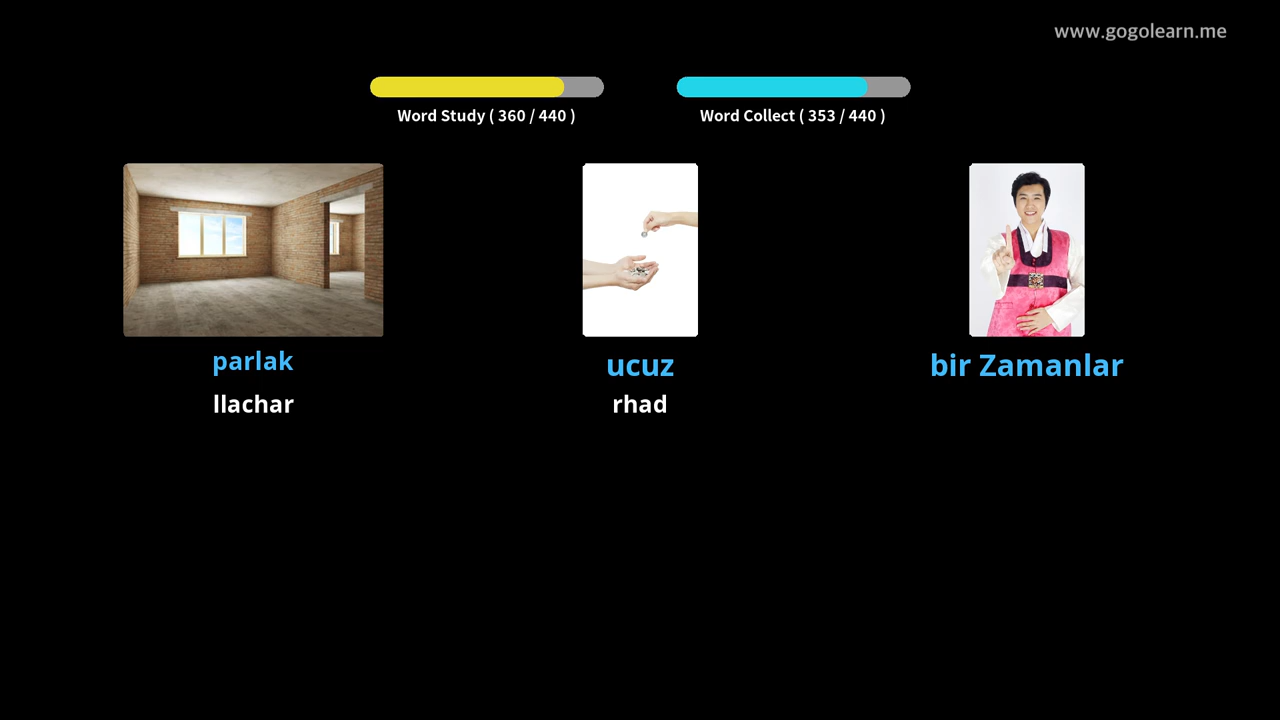 www.gogolearn.me
Word Study ( 360 / 440 )
Word Collect ( 353 / 440 )
parlak
ucuz
bir Zamanlar
llachar
rhad